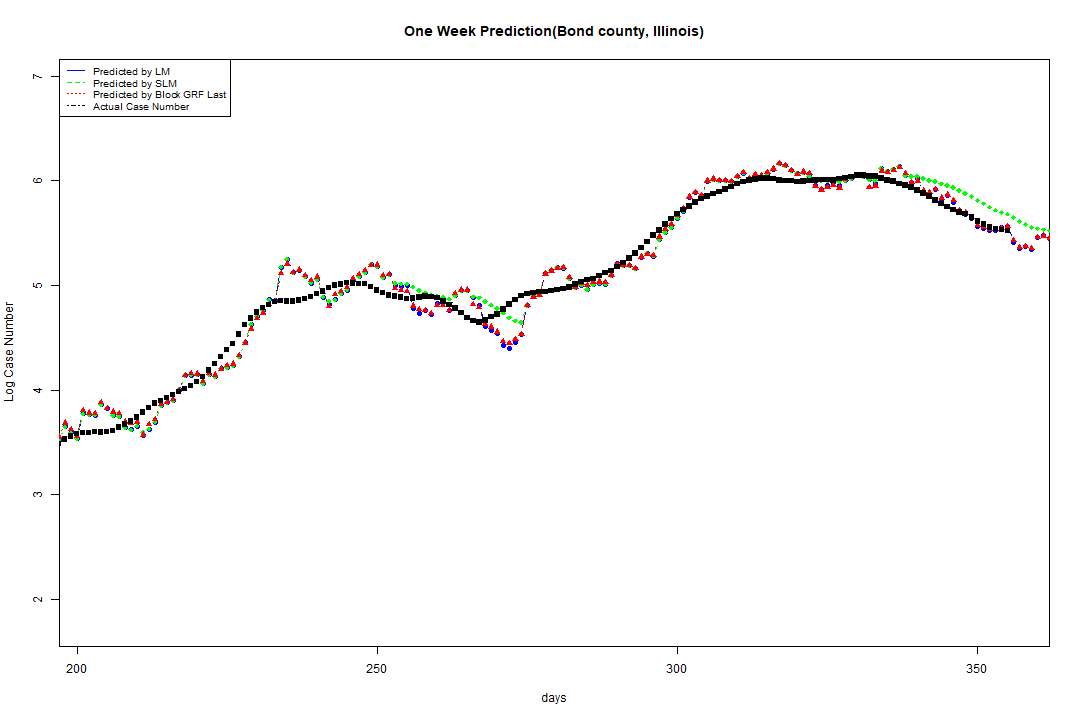 One Week Prediction(Bond county, Illinois)
Predicted by LM
Predicted by SLM
Predicted by Block GRF Last
Actual Case Number
7
6
5
4
3
2
Log Case Number
200 250 300 350
days